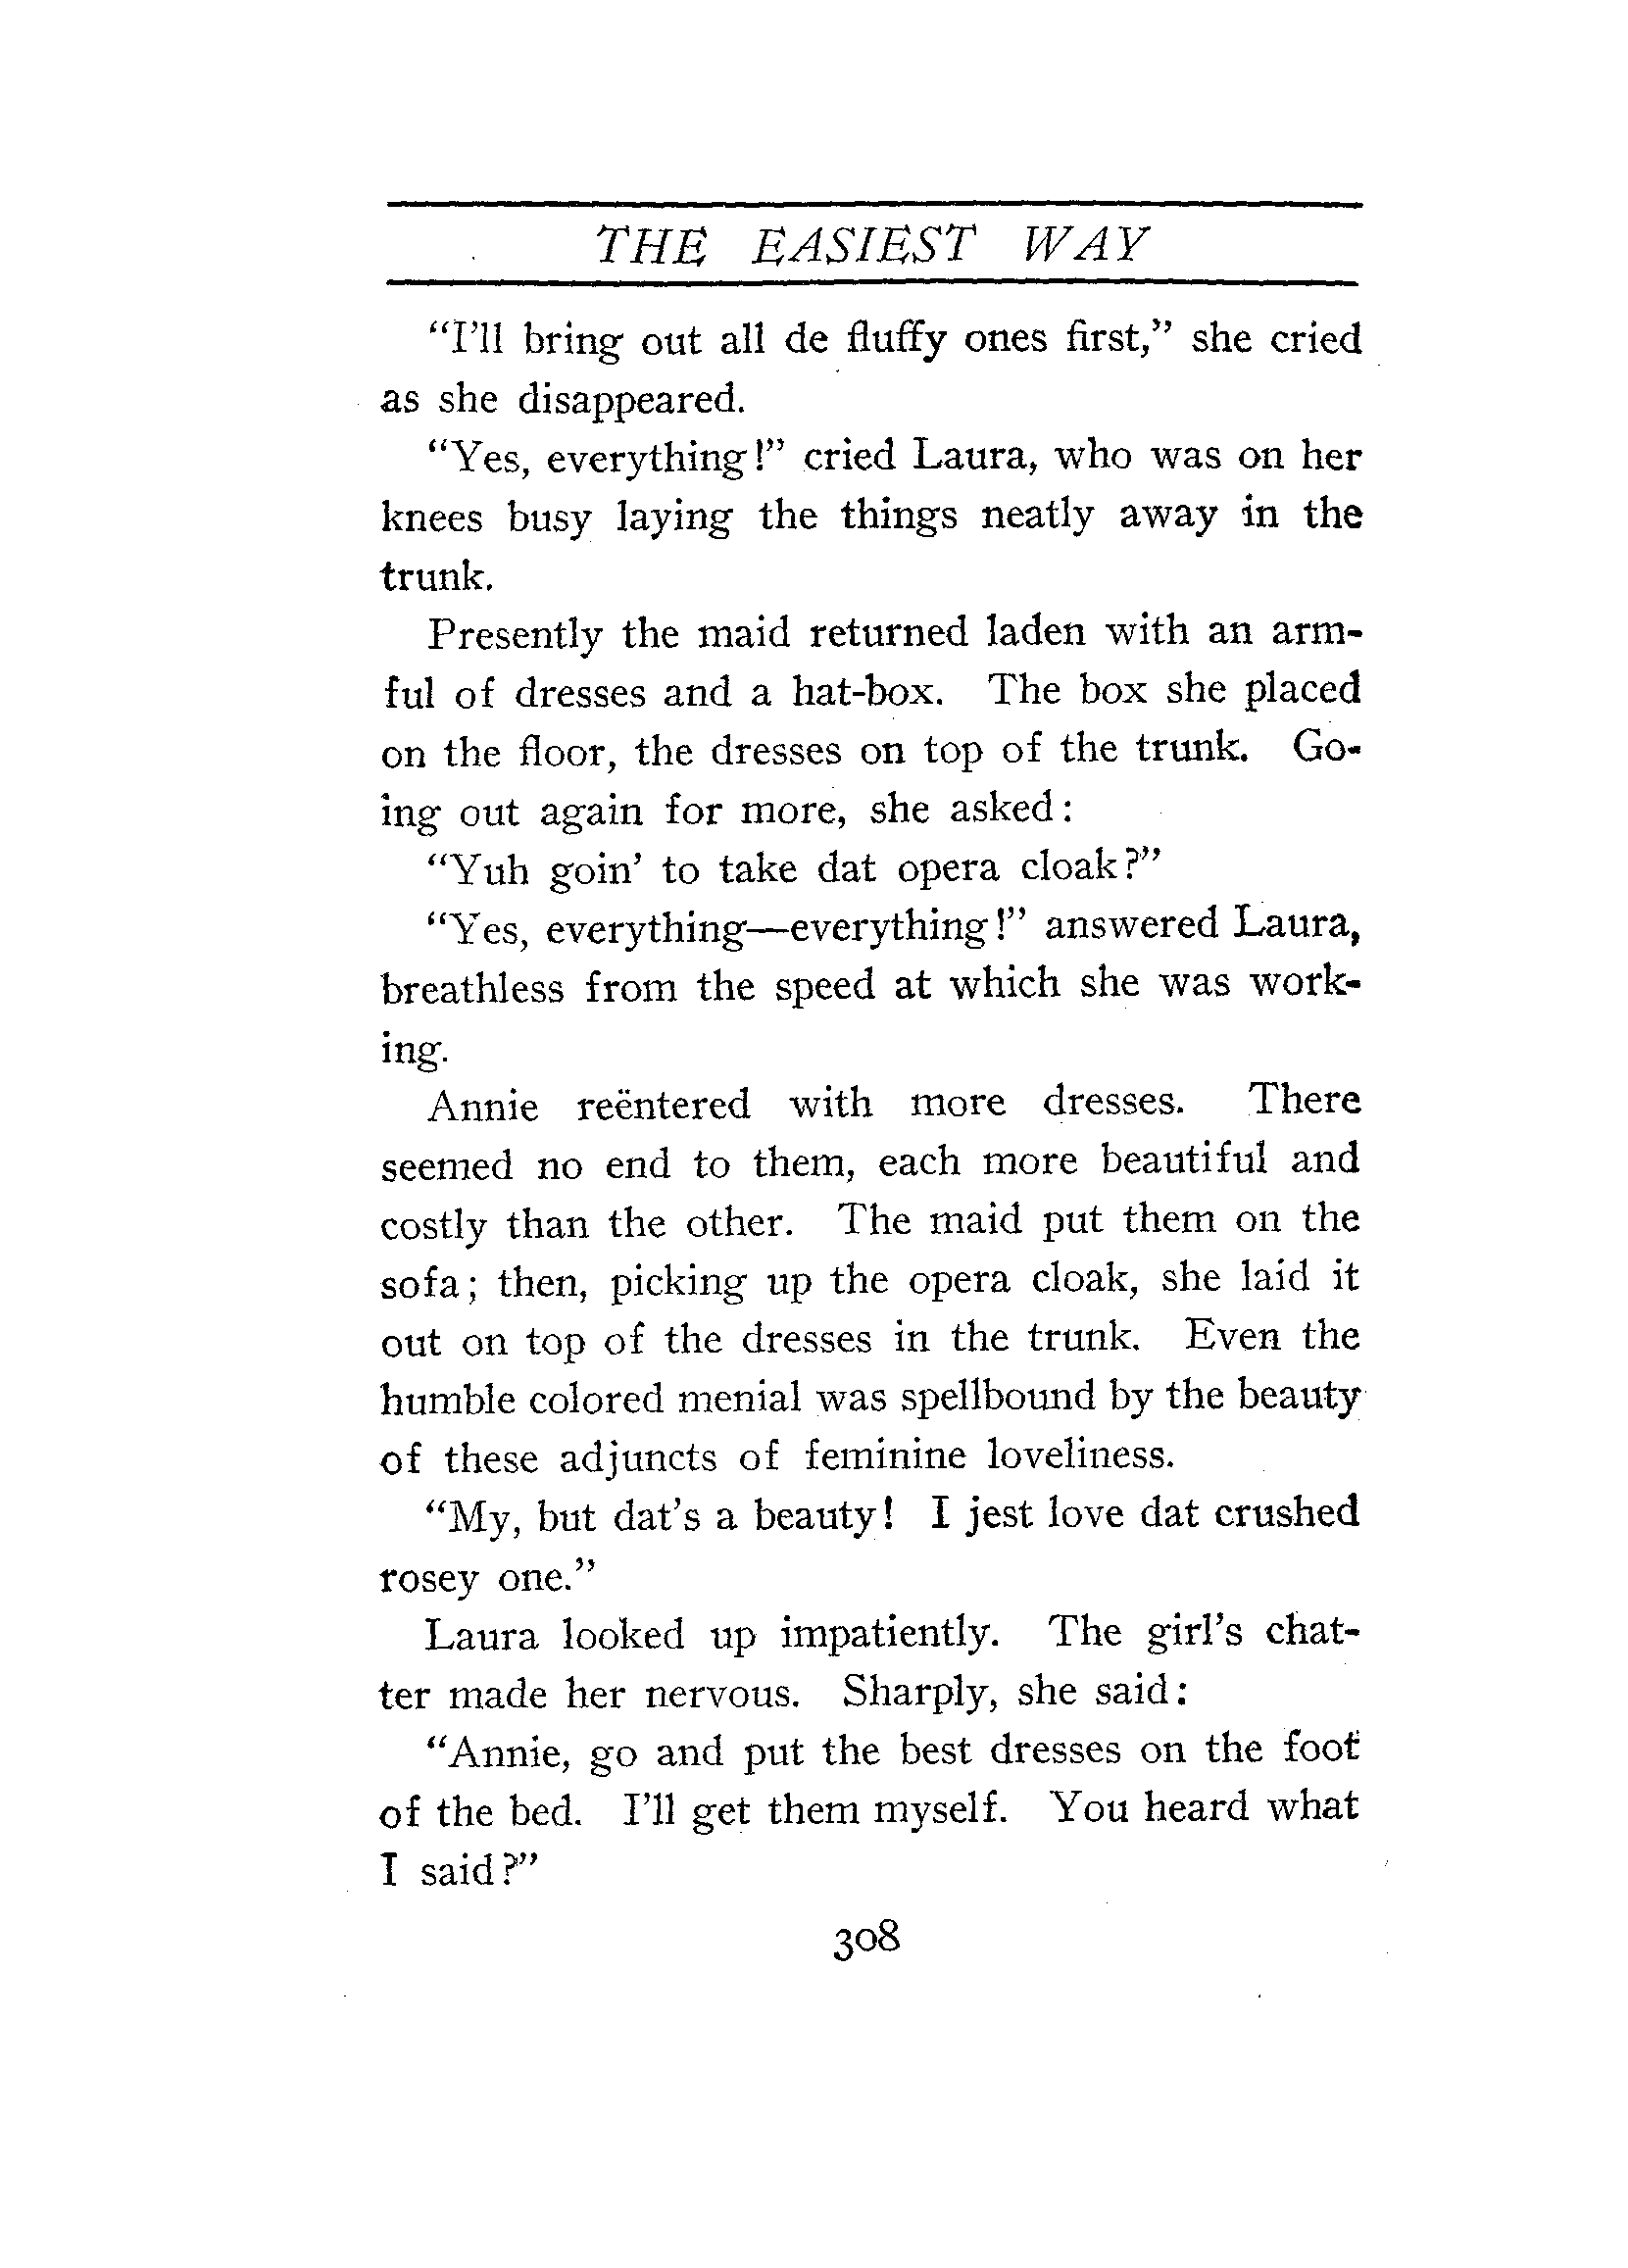 THE EASIEST WAY
“I’ll bring out all de fluffy ones first,” she cried
as she disappeared.
“Yes, everything!” cried Laura, who was on her
knees busy laying the things neatly away in the
trunk.
Presently the maid returned laden with an arm-
ful of dresses and a hat-box. The box she placed
on the floor, the dresses on top of the trunk. Go-
ing out again for more, she asked:
“Yuh goin’ to take dat opera cloak?”
“Yes, everything—everything!” answered Laura,
breathless from the speed at which she was work-
ing.
Annie reëntered with more dresses. There
seemed no end to them, each more beautiful and
costly than the other. The maid put them on the
sofa; then, picking up the opera cloak, she laid it
out on top of the dresses in the trunk. Even the
humble colored menial was spellbound by the beauty
of these adjuncts of feminine loveliness.
“My, but dat’s a beauty! I jest love dat crushed
rosey one.”
Laura looked up impatiently. The girl’s chat-
ter made her nervous. Sharply, she said:
“Annie, go and put the best dresses on the foot
of the bed. I’ll get them myself. You heard what
I said?”
308